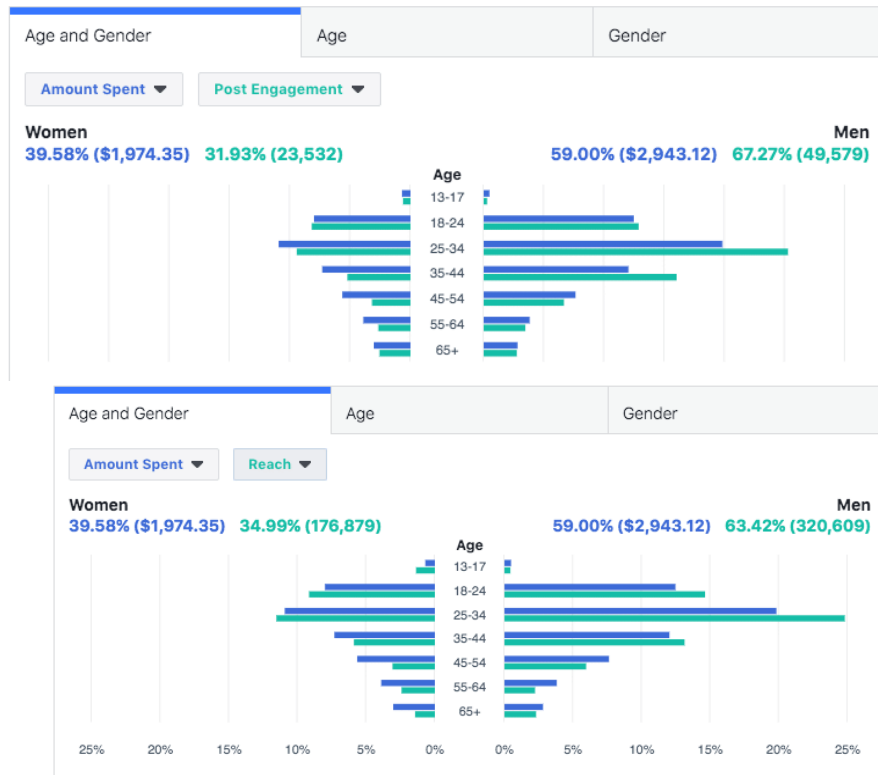 Age and Gender Age Gender
Amount Spent Post Engagement
Women Men
39.58% ($1,974.35) 31.93% (23,532) 59.00% ($2,943.12) 67.27% (49,579)
Age
13-17
18-24
25-34
35-44
45-54
55-64
65+
Age and Gender Age Gender
Amount Spent Reach
Women Men
39.58% ($1,974.35) 34.99% (176,879) 59.00% ($2,943.12) 63.42% (320,609)
Age
13-17
18-24
25-34
35-44
45-54
55-64
65+
25% 20% 15% 10% 5% 0% 0% 5% 10% 15% 20% 25%